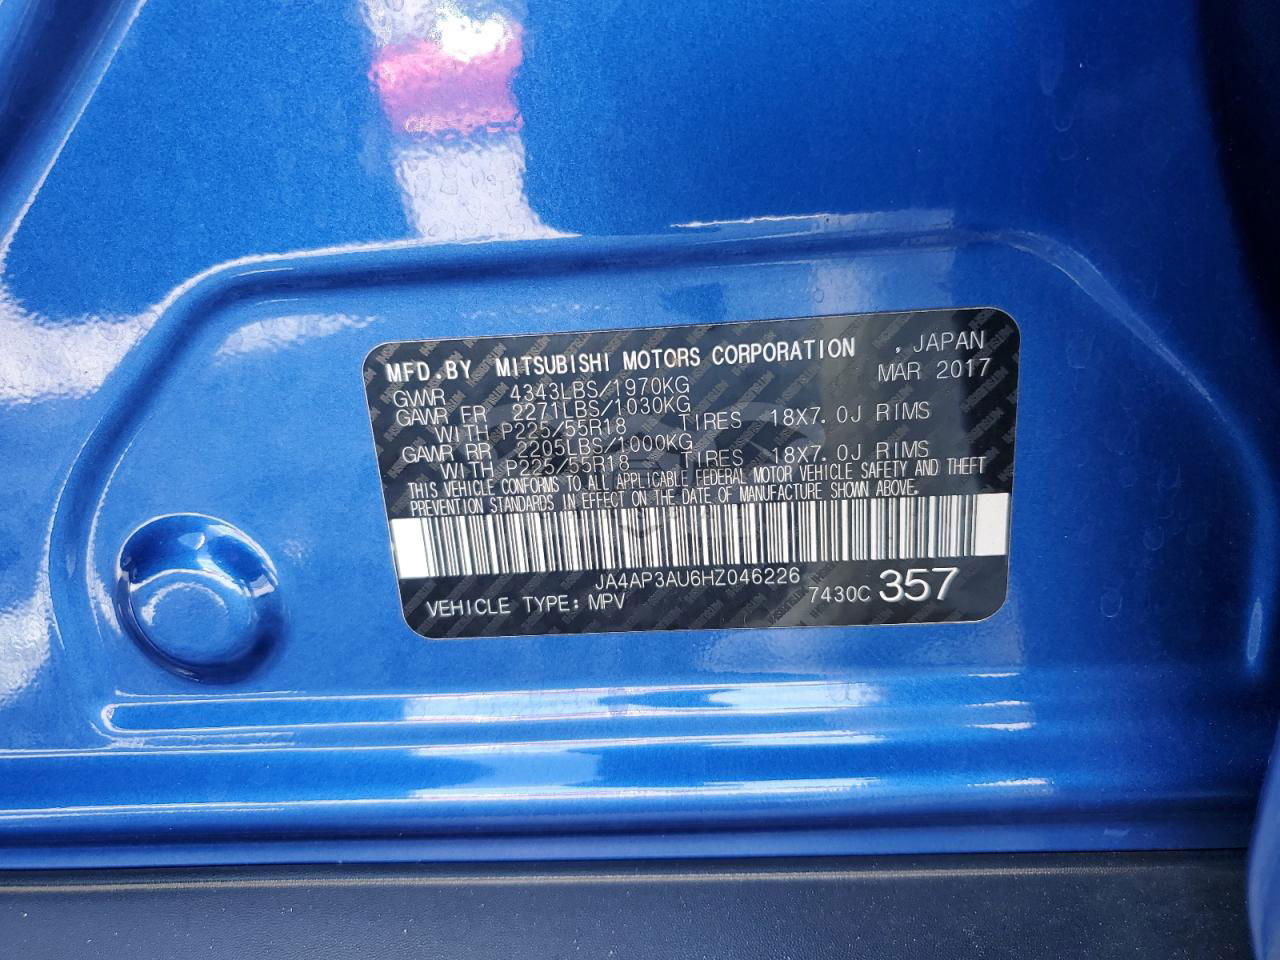 MFD.BY MITSUBISHI MOTORS CORPORATION , JAPAN
GVWR 4343LBS/1970KG MAR 2017
GAWR FR 2271LBS/1030KG
WITH P225/55R18 TIRES 18X7.0J RIMS
GAWR RR 2205LBS/1000KG
WITH P225/55R18 TIRES 18X7.0J RIMS
THIS VEHICLE CONFORMS TO ALL APPLICABLE FEDERAL MOTOR VEHICLE SAFETY AND THEFT
PREVENTION STANDARDS IN EFFECT ON THE DATE OF MANUFACTURE SHOWN ABOVE.
JA4AP3AU6HZ046226
VEHICLE TYPE: MPV 7430C 357